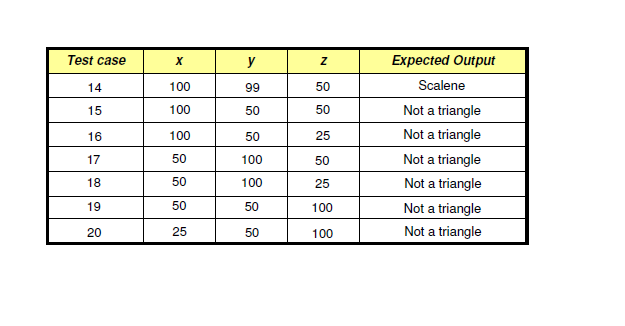 Test case x y z Expected Output
14 100 99 50 Scalene
15 100 50 50 Not a triangle
16 100 50 25 Not a triangle
17 50 100 50 Not a triangle
18 50 100 25 Not a triangle
19 50 50 100 Not a triangle
20 25 50 100 Not a triangle